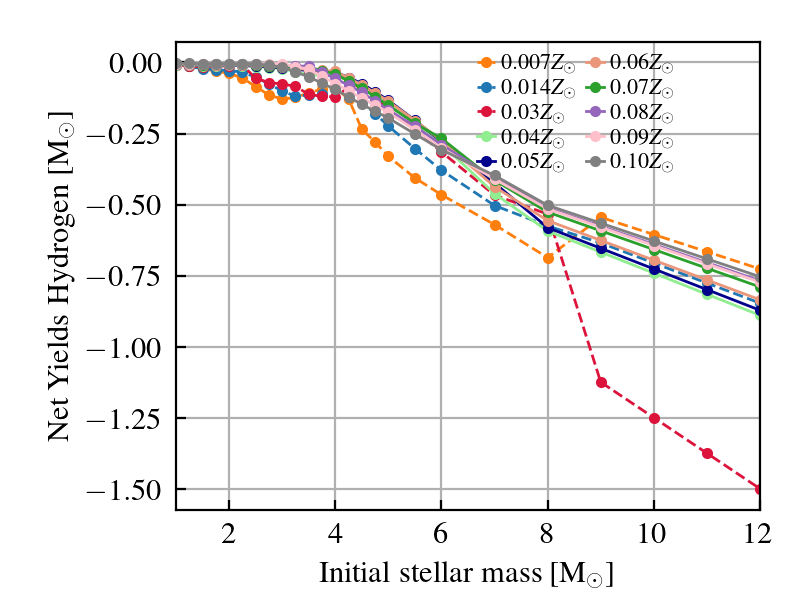 0.00
−0.25
−0.50
−0.75
−1.00
−1.25
−1.50
Net Yields Hydrogen [M☉]
0.007Z☉ 0.06Z☉
0.014Z☉ 0.07Z☉
0.03Z☉ 0.08Z☉
0.04Z☉ 0.09Z☉
0.05Z☉ 0.10Z☉
2 4 6 8 10 12
Initial stellar mass [M☉]